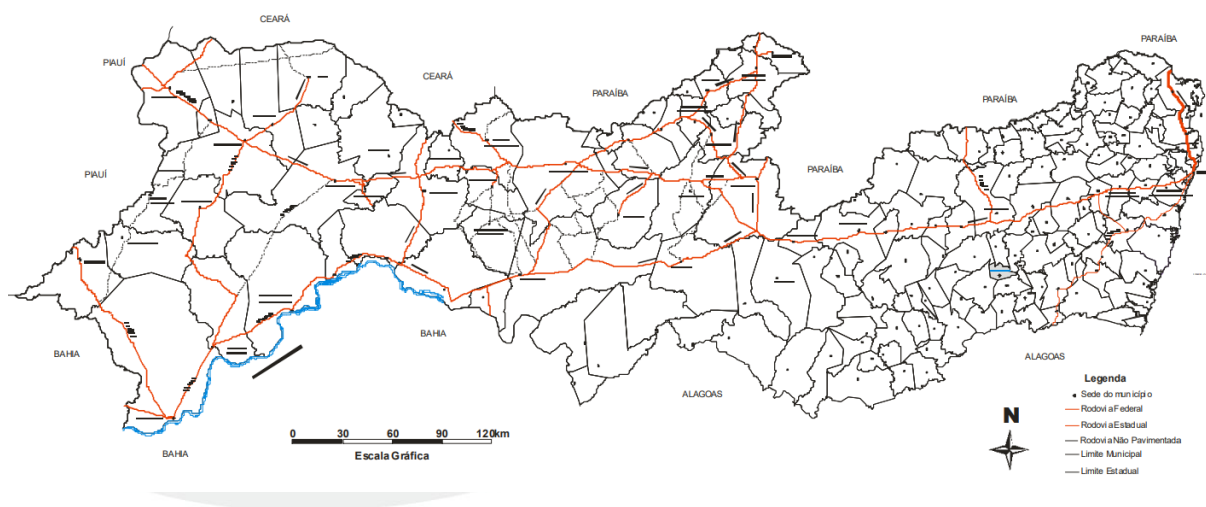 CEARÁ
PIAUÍ
PARAÍBA
CEARÁ
PARAÍBA
PARAÍBA
PIAUÍ
PARAÍBA
BAHIA
BAHIA
ALAGOAS
ALAGOAS
BAHIA
0 30 60 90 120km
Escala Gráfica
N
Legenda
Sede do município
Rodovia Federal
Rodovia Estadual
Rodovia Não Pavimentada
Limite Municipal
Limite Estadual